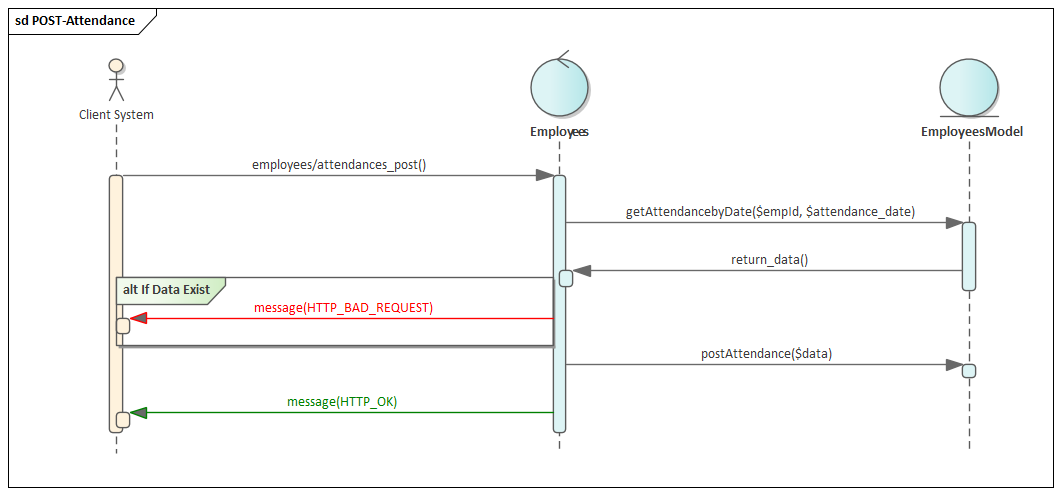 sd POST-Attendance
Client System
Employees
EmployeesModel
employees/attendances_post()
getAttendancebyDate($empId, $attendance_date)
return_data()
alt If Data Exist
message(HTTP_BAD_REQUEST)
postAttendance($data)
message(HTTP_OK)